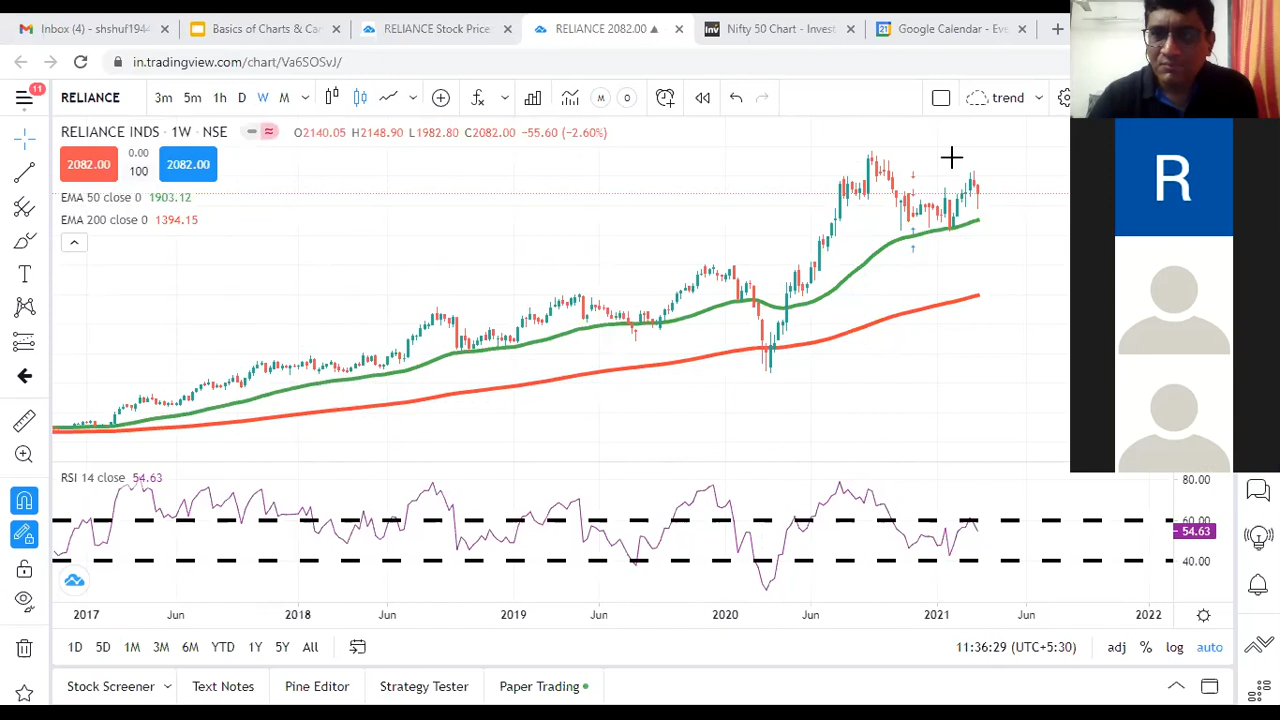 Inbox (4) - shshuf1944
Basics of Charts & Ca
RELIANCE Stock Price
RELIANCE 2082.00 ▲
Nifty 50 Chart - Invest
Google Calendar - Eve
in.tradingview.com/chart/Va6SOSvJ/
11
RELIANCE
3m 5m 1h D W M
M
O
trend
RELIANCE INDS · 1W · NSE
O2140.05 H2148.90 L1982.80 C2082.00 −55.60 (−2.60%)
2082.00
0.00
100
2082.00
EMA 50 close 0 1903.12
EMA 200 close 0 1394.15
R
RSI 14 close 54.63
80.00
60.00
54.63
40.00
2017 Jun 2018 Jun 2019 Jun 2020 Jun 2021 Jun 2022
1D 5D 1M 3M 6M YTD 1Y 5Y All
11:36:29 (UTC+5:30)
adj % log auto
Stock Screener
Text Notes
Pine Editor
Strategy Tester
Paper Trading